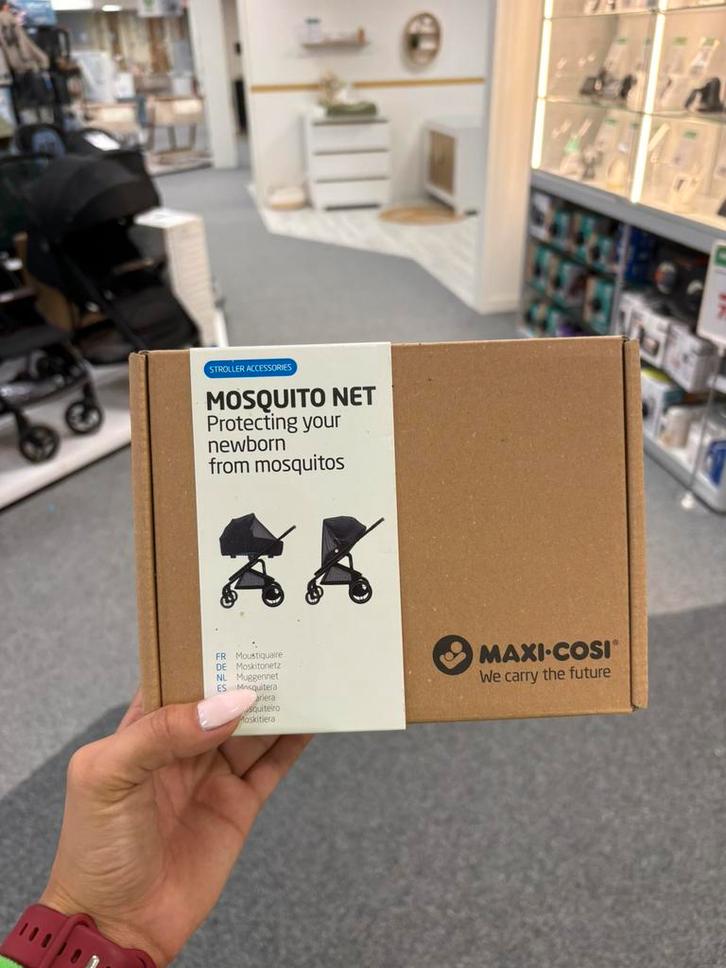 STROLLER ACCESSORIES
MOSQUITO NET
Protecting your
newborn
from mosquitos
FR Moustiquaire
DE Moskitonetz
NL Muggennet
ES Mosquitera
Moskitiera
MAXI-COSI®
We carry the future